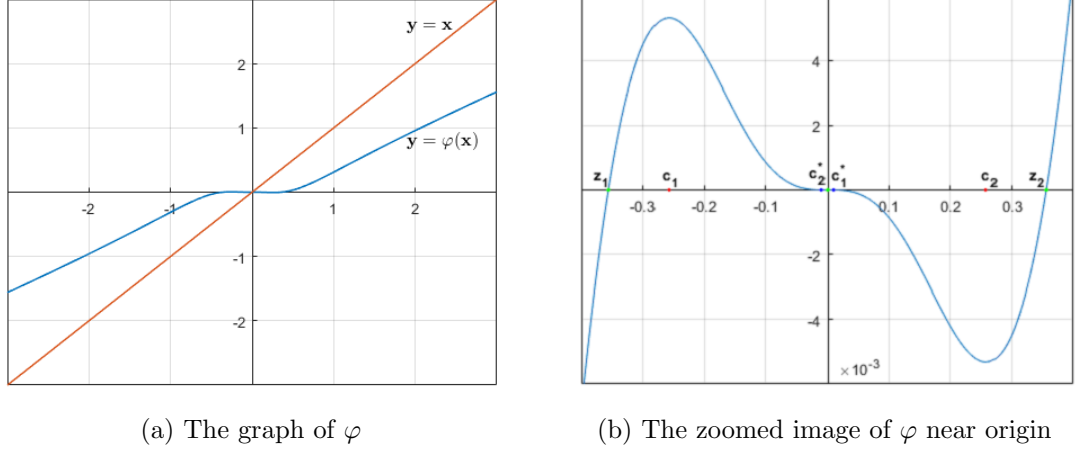 y = x
2
1
y = φ(x)
-2
-1
1
2
-1
-2
(a) The graph of φ
4
2
z1
c1
c*2
c*1
c2
z2
-0.3
-0.2
-0.1
0.1
0.2
0.3
-2
-4
×10-3
(b) The zoomed image of φ near origin